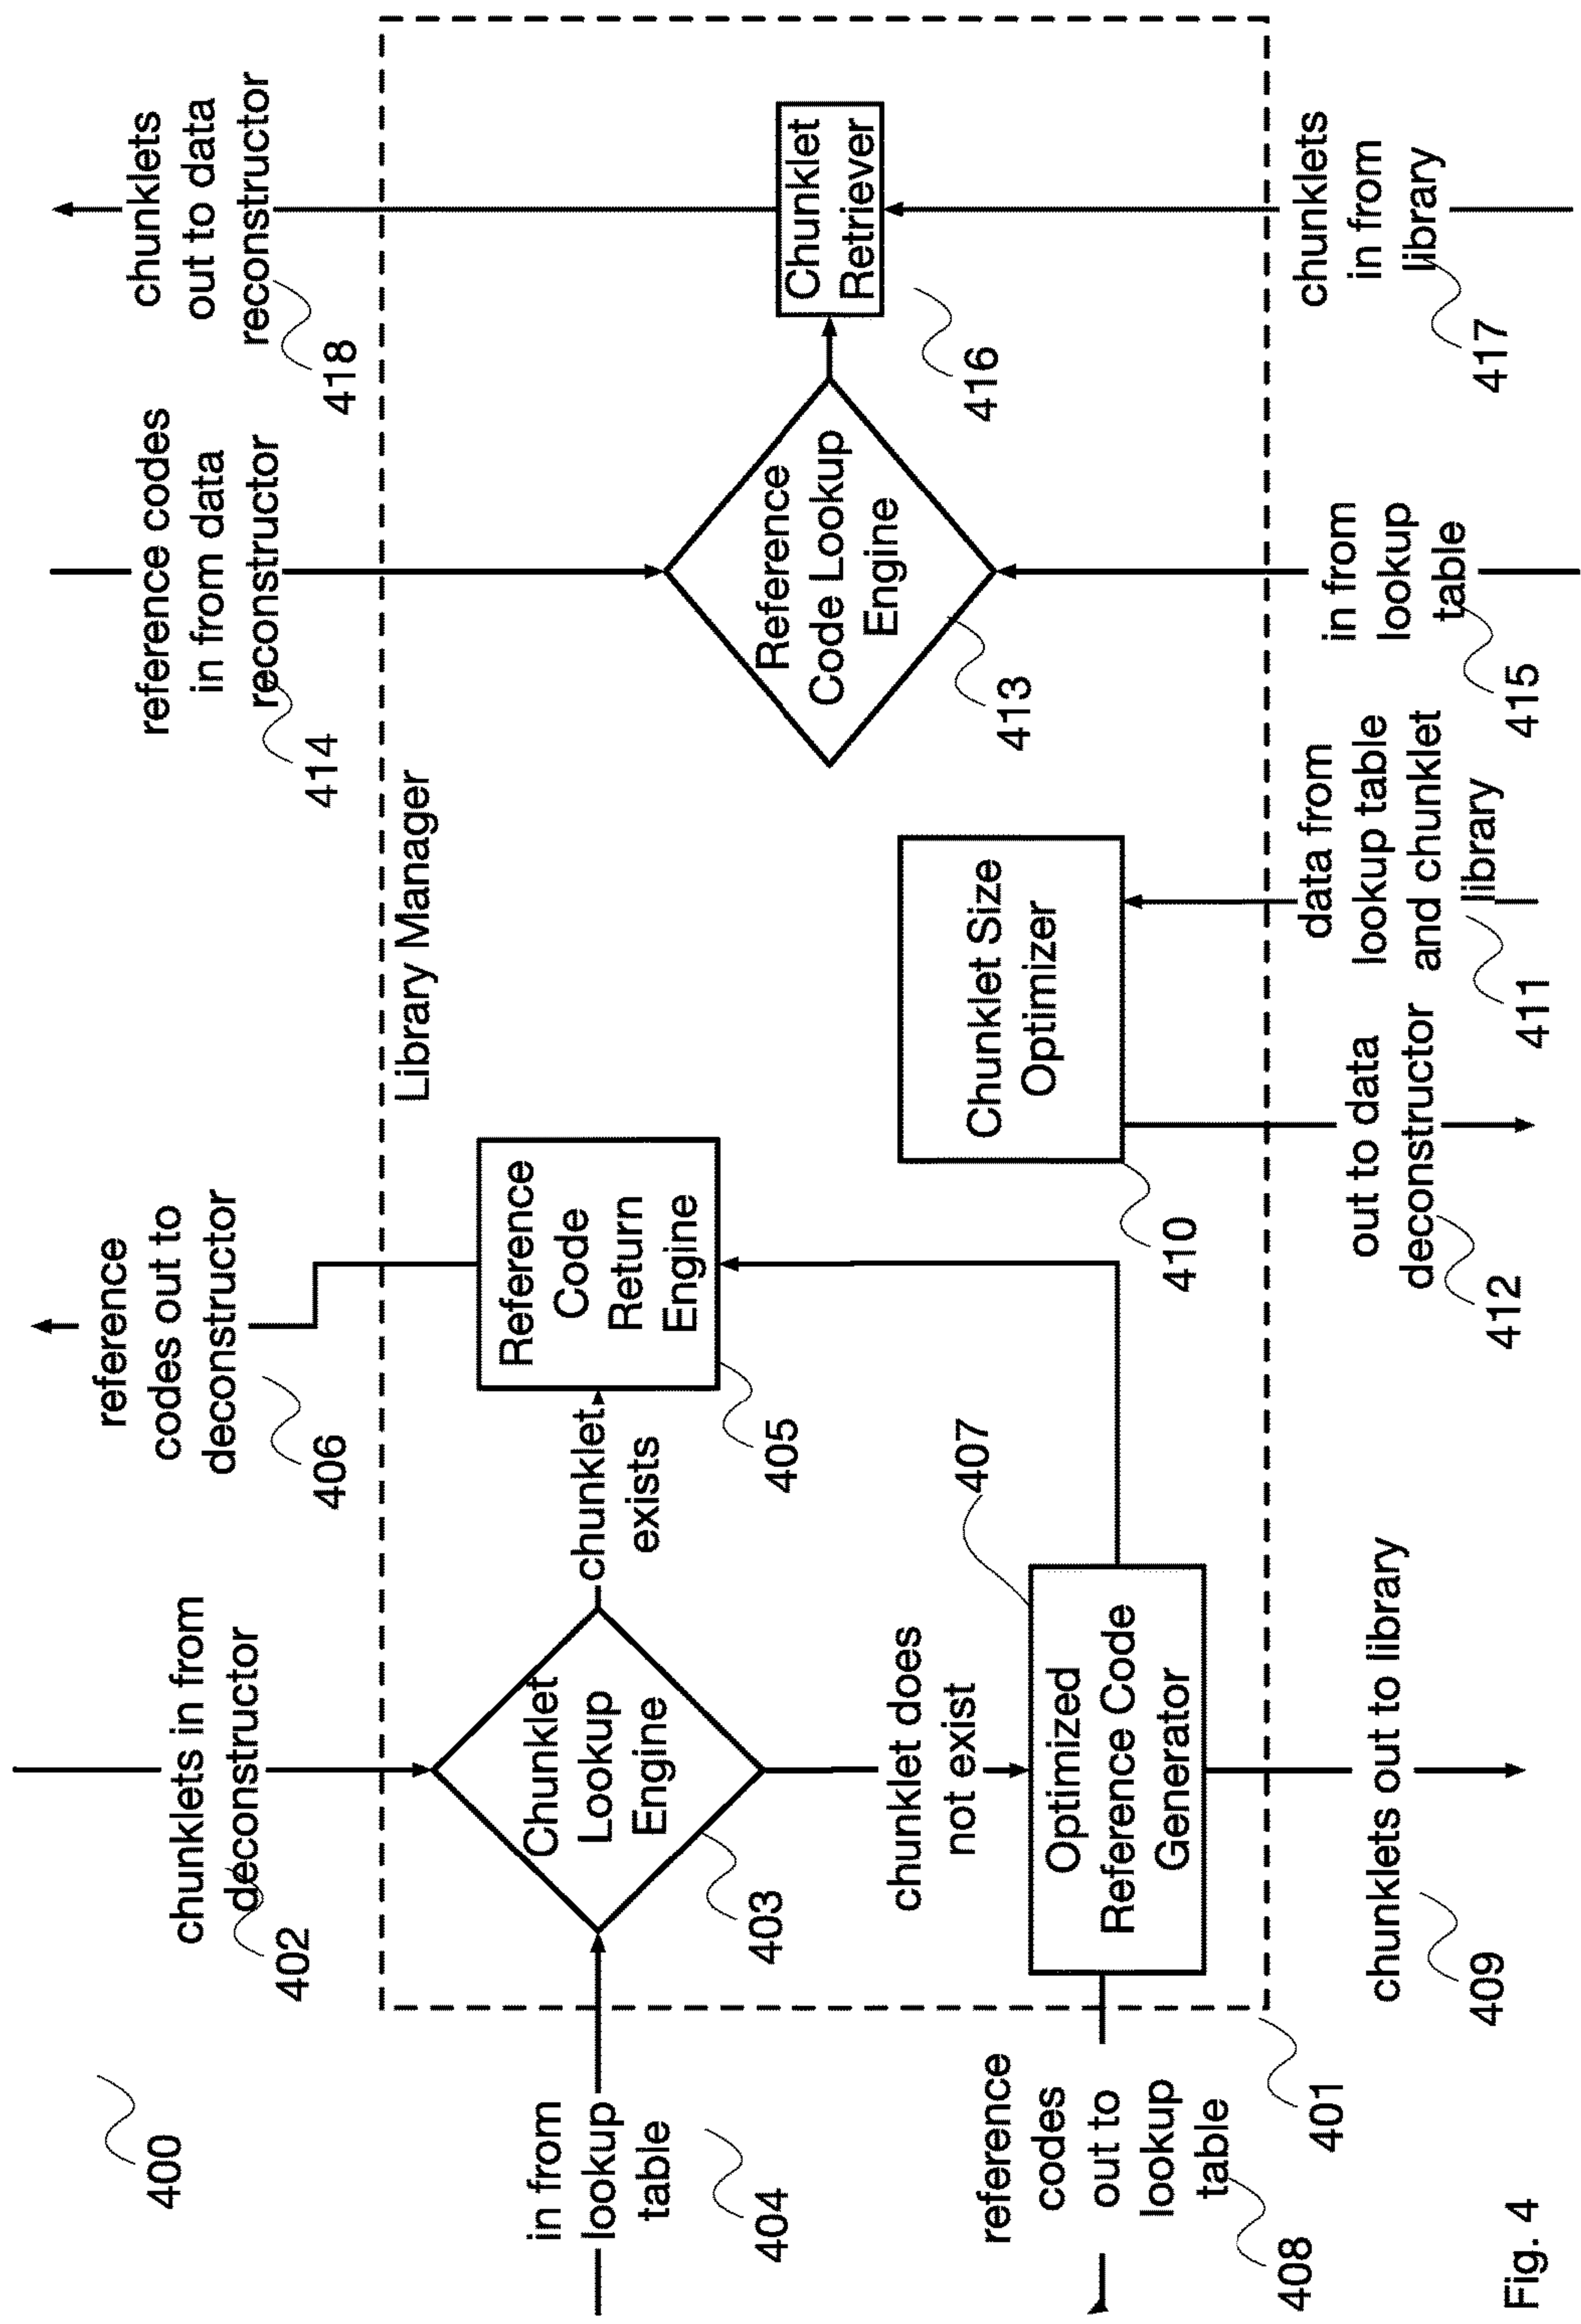 400
chunklets in from
deconstructor
402
reference
codes out to
deconstructor
406
reference codes
in from data
reconstructor
414
chunklets
out to data
reconstructor
418
Library Manager
in from
lookup
table
404
Chunklet
Lookup
Engine
403
chunklet
exists
Reference
Code
Return
Engine
405
chunklet does
not exist
407
Optimized
Reference Code
Generator
reference
codes
out to
lookup
table
408
401
chunklets out to library
409
Chunklet Size
Optimizer
410
out to data
deconstructor
412
data from
lookup table
and chunklet
library
411
Reference
Code Lookup
Engine
413
in from
lookup
table
415
Chunklet
Retriever
416
chunklets
in from
library
417
Fig. 4